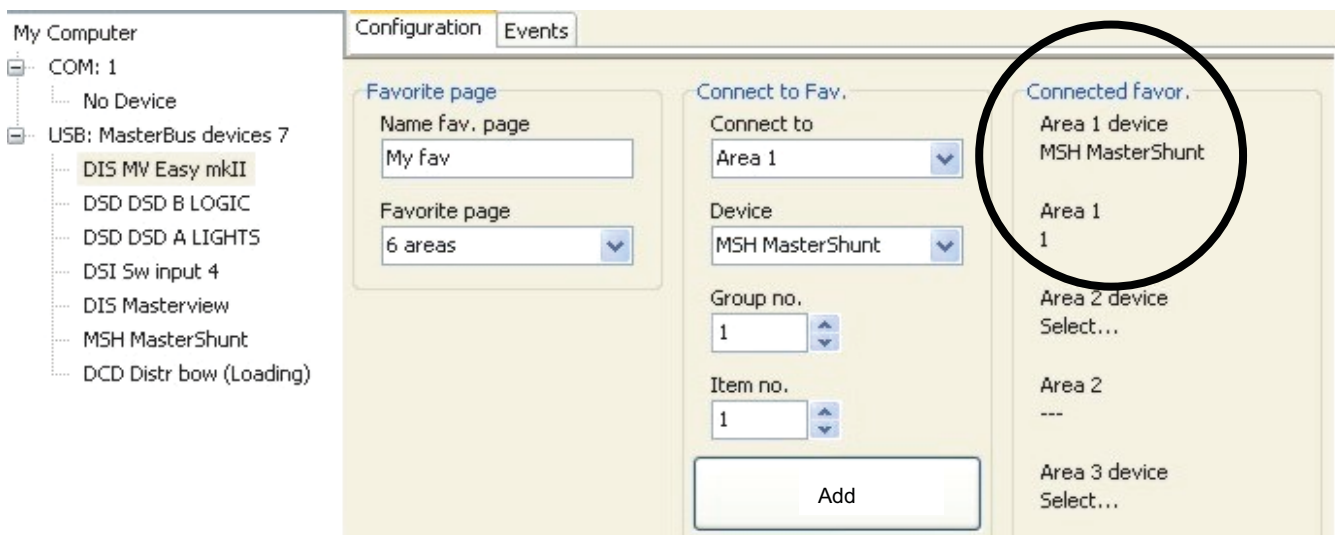 My Computer
COM: 1
No Device
USB: MasterBus devices 7
DIS MV Easy mkII
DSD DSD B LOGIC
DSD DSD A LIGHTS
DSI Sw input 4
DIS Masterview
MSH MasterShunt
DCD Distr bow (Loading)
Configuration
Events
Favorite page
Name fav. page
My fav
Favorite page
6 areas
Connect to Fav.
Connect to
Area 1
Device
MSH MasterShunt
Group no.
1
Item no.
1
Add
Connected favor.
Area 1 device
MSH MasterShunt
Area 1
1
Area 2 device
Select...
Area 2
---
Area 3 device
Select...